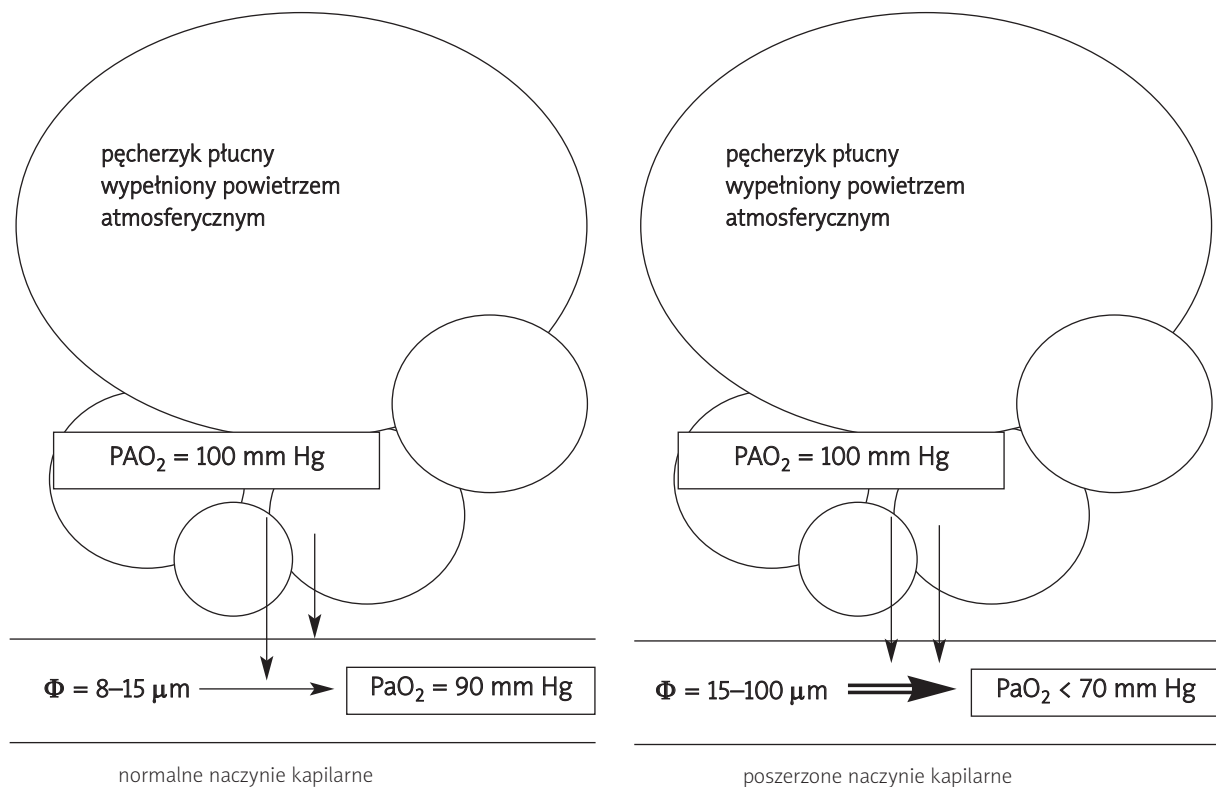 pęcherzyk płucny
wypełniony powietrzem
atmosferycznym
PAO₂ = 100 mm Hg
Φ = 8–15 μm
PaO₂ = 90 mm Hg
normalne naczynie kapilarne
pęcherzyk płucny
wypełniony powietrzem
atmosferycznym
PAO₂ = 100 mm Hg
Φ = 15–100 μm
PaO₂ < 70 mm Hg
poszerzone naczynie kapilarne